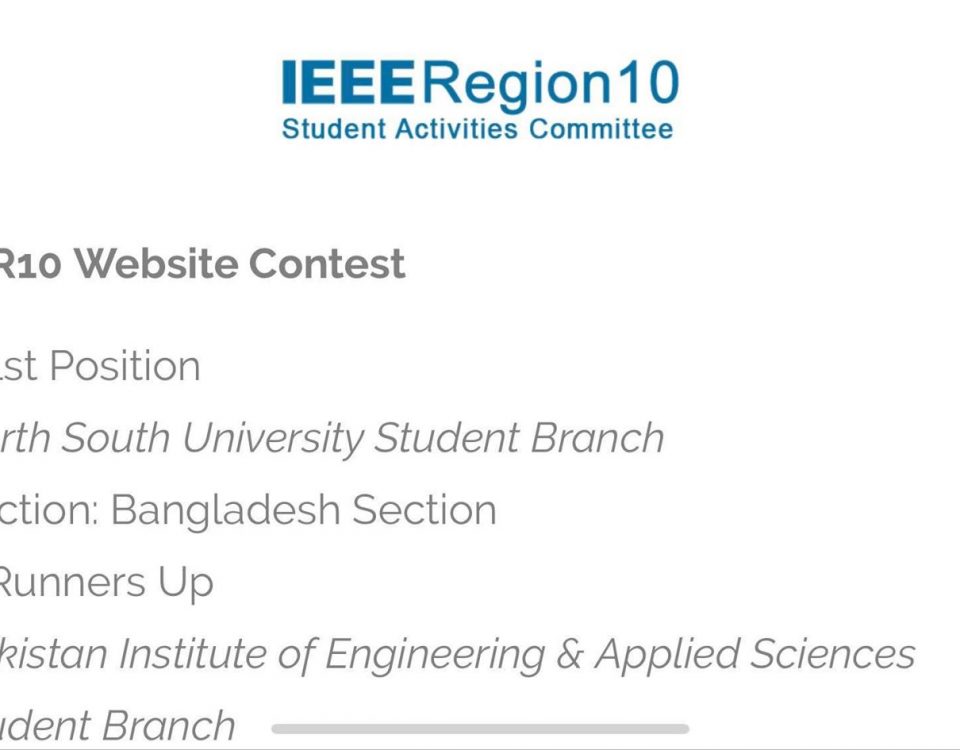 IEEE Region10
Student Activities Committee
R10 Website Contest
1st Position
rth South University Student Branch
ction: Bangladesh Section
Runners Up
kistan Institute of Engineering & Applied Sciences
udent Branch